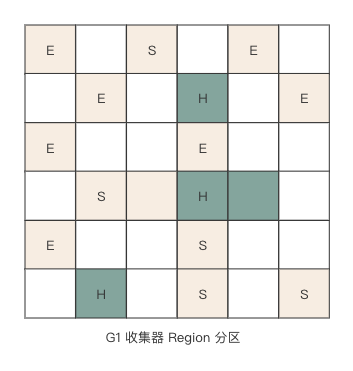 E S E
E H E
E E
S H
E S
H S S
G1 收集器 Region 分区